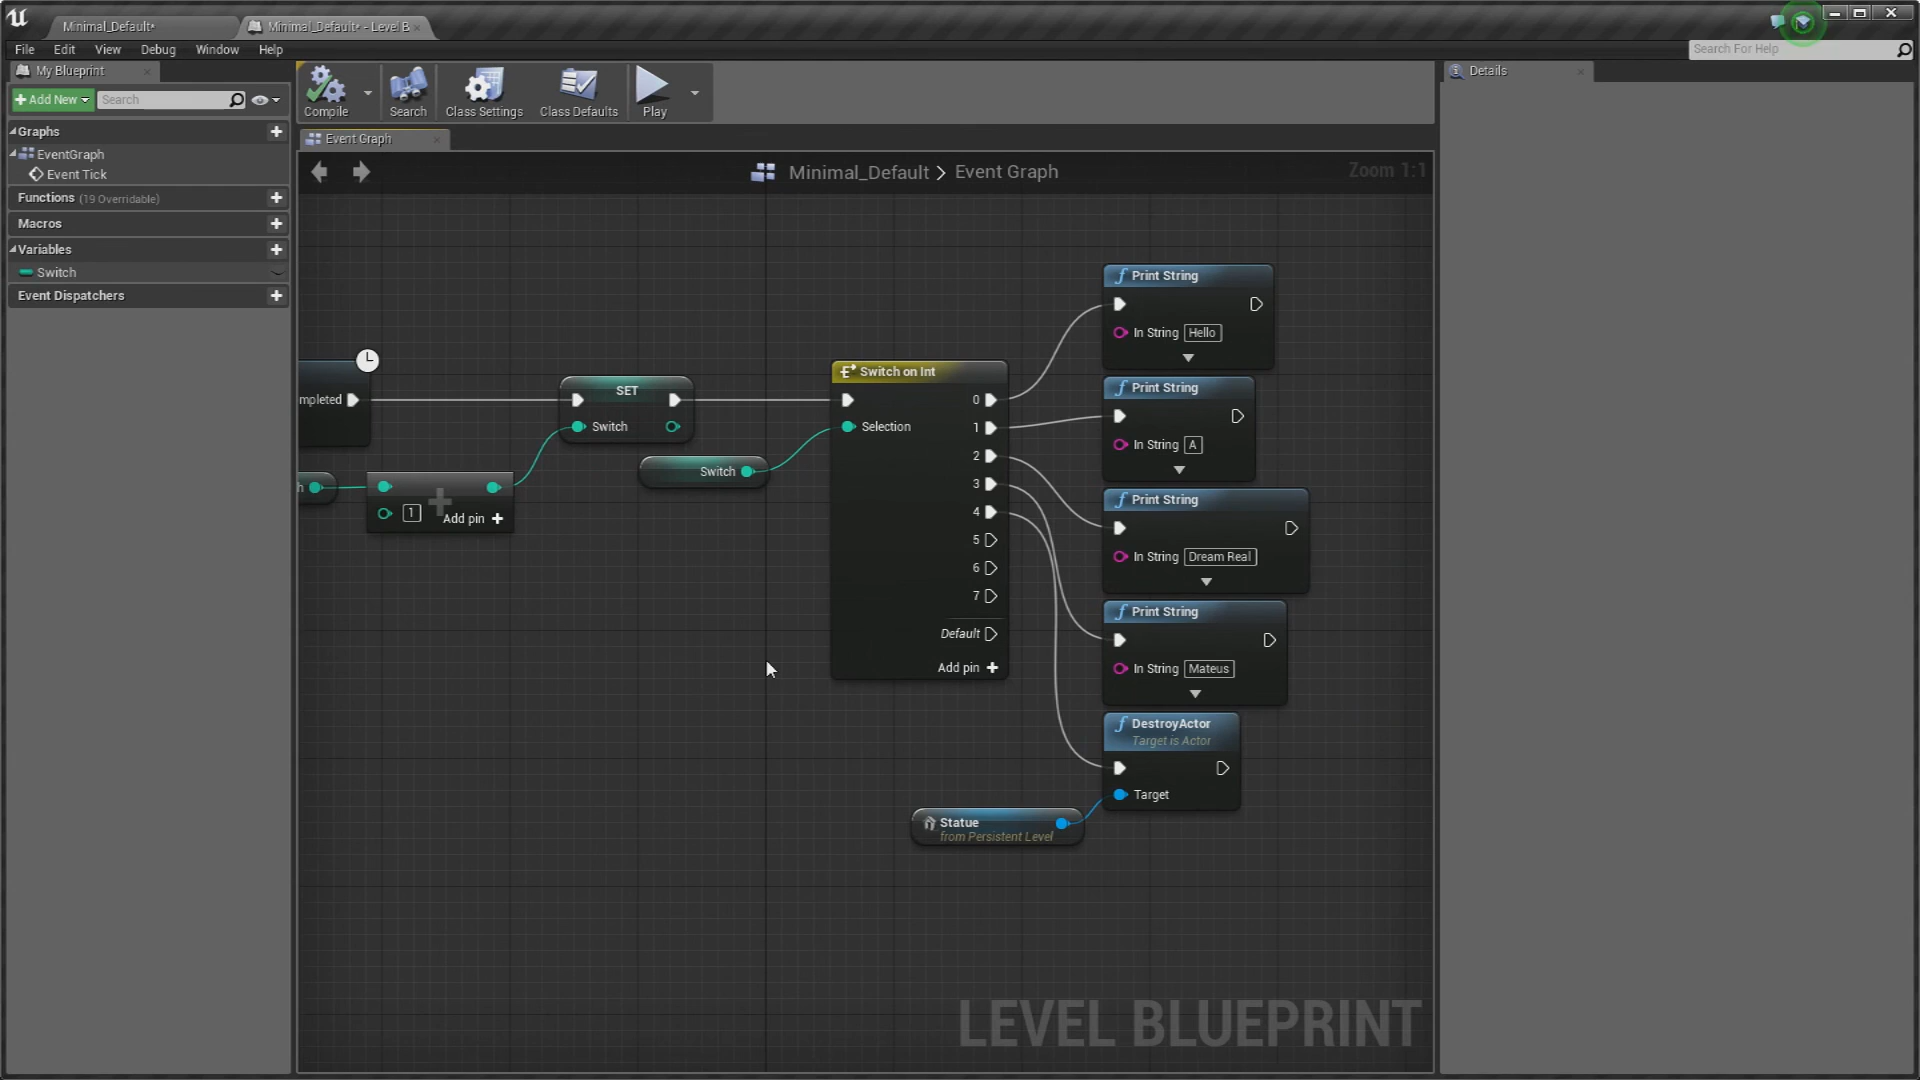 Minimal_Default*
Minimal_Default* - Level B
File Edit View Debug Window Help
Search For Help
My Blueprint
Add New
Search
Graphs
EventGraph
Event Tick
Functions (19 Overridable)
Macros
Variables
Switch
Event Dispatchers
Compile
Search
Class Settings
Class Defaults
Play
Details
Event Graph
Minimal_Default > Event Graph
Zoom 1:1
mpleted
SET
Switch
h
1
Add pin
Switch
Switch on Int
Selection
0
1
2
3
4
5
6
7
Default
Add pin
Print String
In String Hello
Print String
In String A
Print String
In String Dream Real
Print String
In String Mateus
DestroyActor
Target is Actor
Target
Statue
from Persistent Level
LEVEL BLUEPRINT